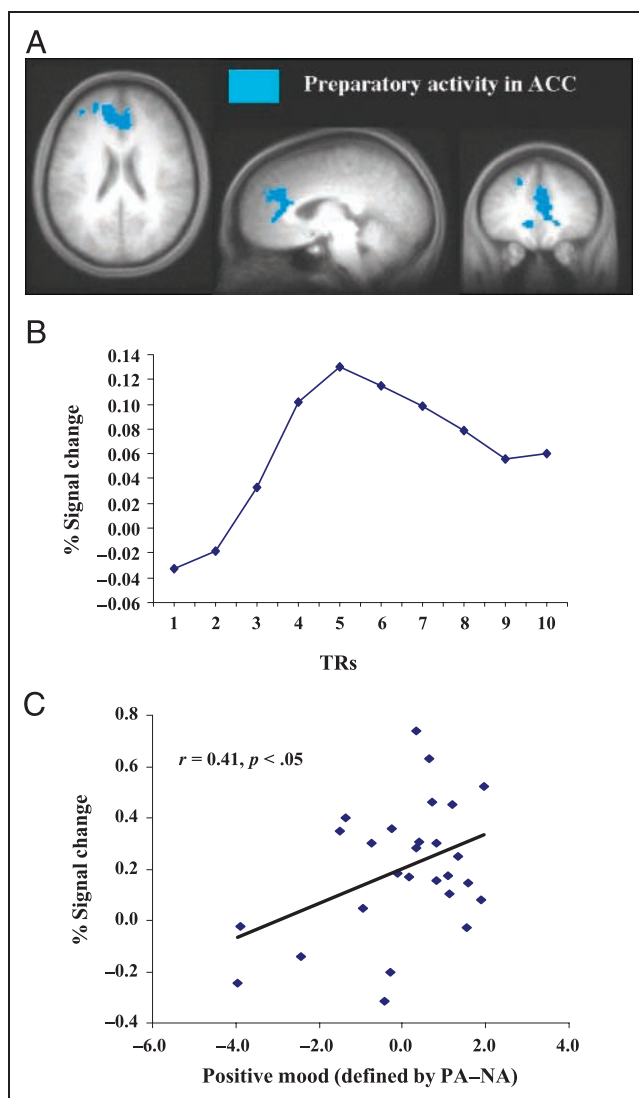 A
Preparatory activity in ACC
B
% Signal change
0.14
0.12
0.10
0.08
0.06
0.04
0.02
0.00
−0.02
−0.04
−0.06
1 2 3 4 5 6 7 8 9 10
TRs
C
% Signal change
0.8
0.6
0.4
0.2
0.0
−0.2
−0.4
r = 0.41, p < .05
−6.0 −4.0 −2.0 0.0 2.0 4.0
Positive mood (defined by PA–NA)